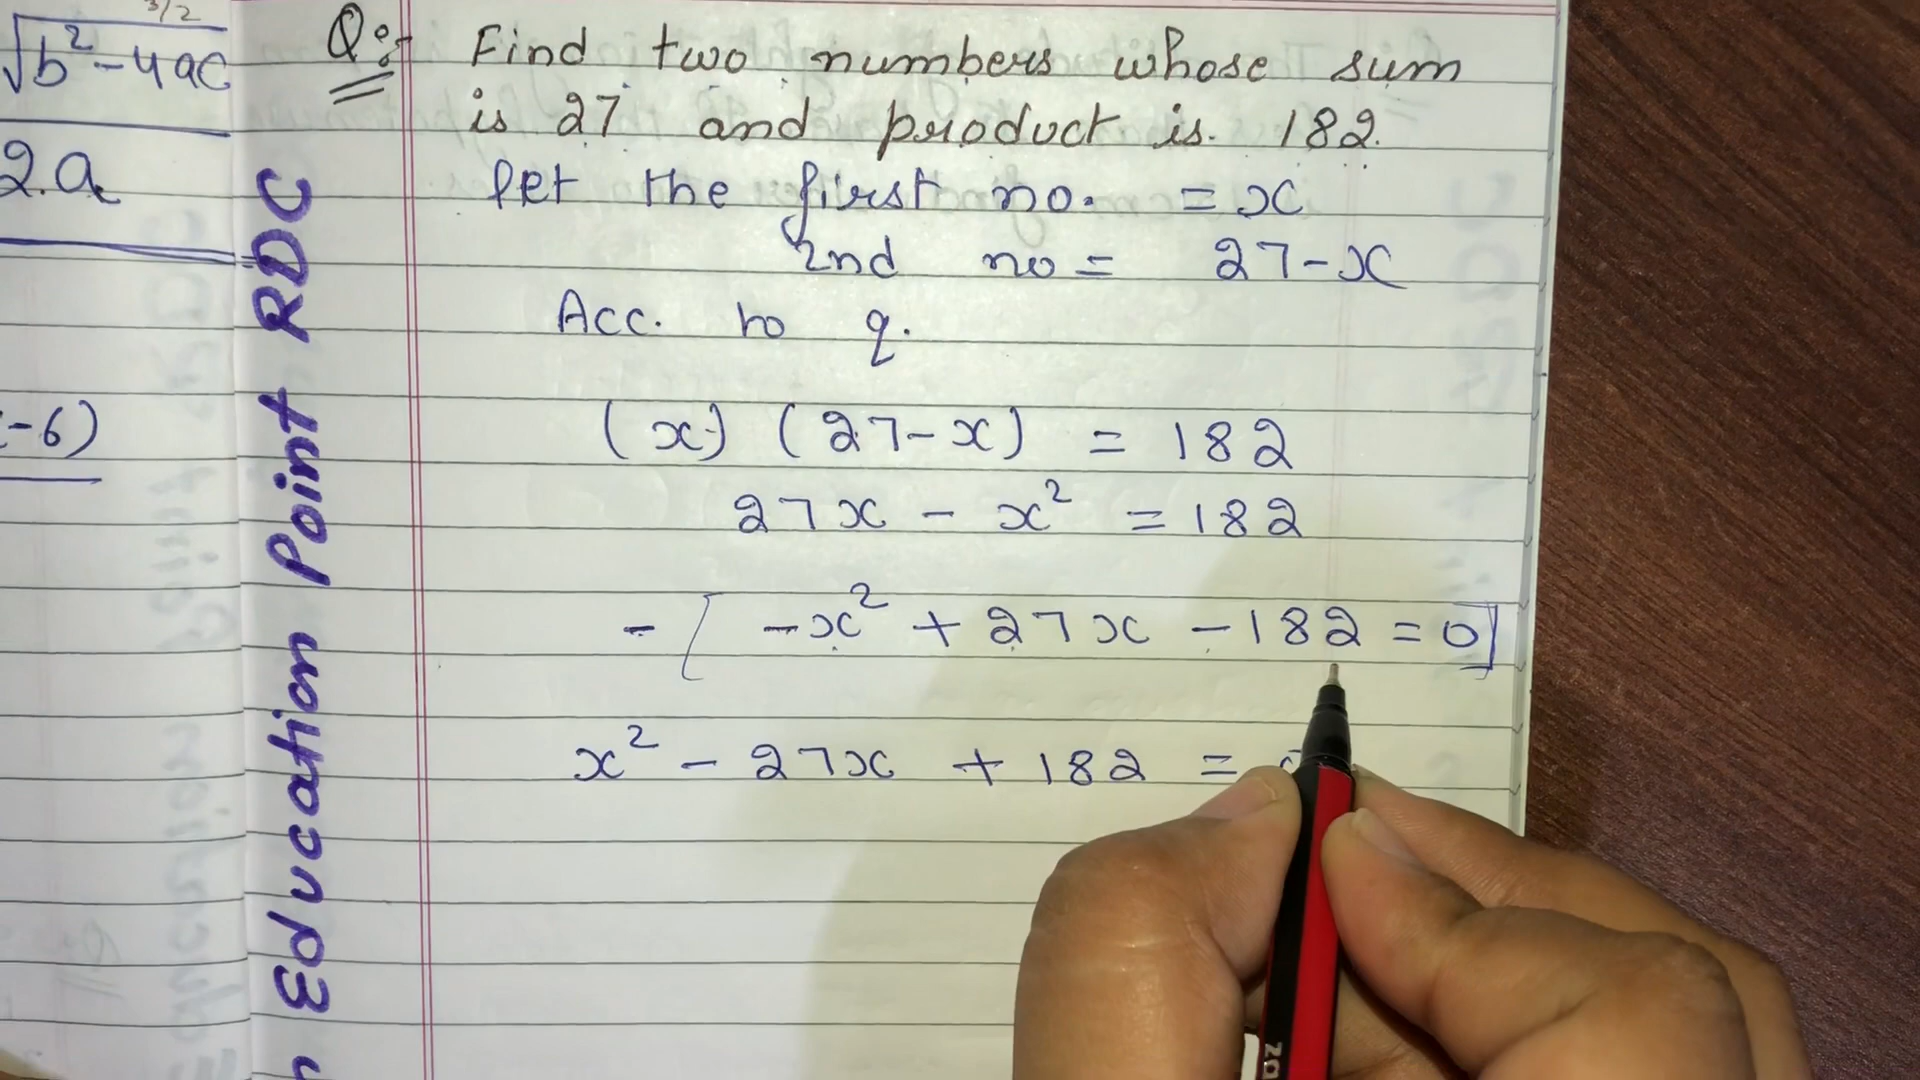 3/2
√b²-4ac
2.a
-6)
Education Point RDC
Q:- Find two numbers whose sum
is 27 and product is. 182.
let the first no. = x
2nd no = 27-x
Acc. to q.
(x) (27-x) = 182
27x - x² = 182
- [ -x² + 27x - 182 = 0]
x² - 27x + 182 =